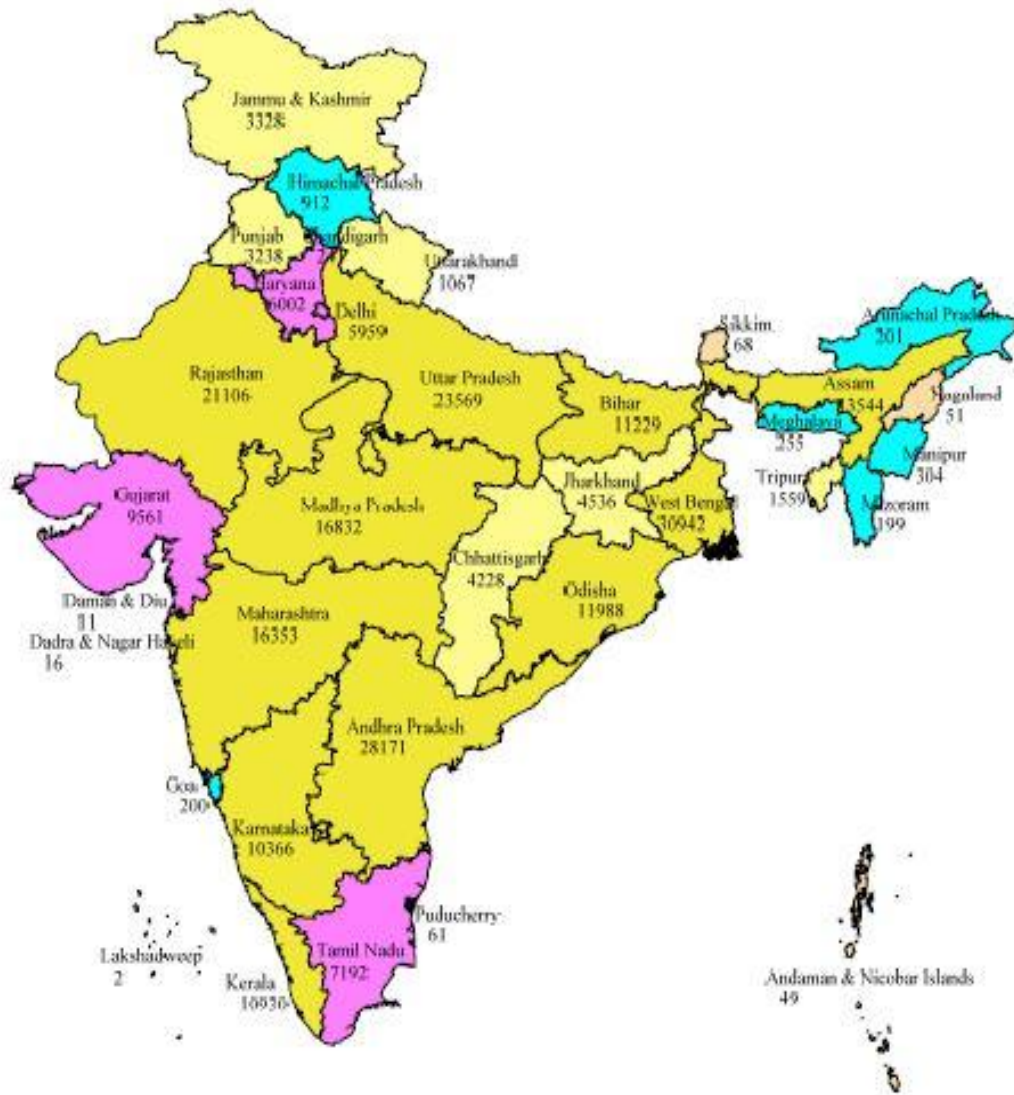 Jammu & Kashmir
3328
Himachal Pradesh
912
Punjab
3238
Chandigarh
Uttarakhand
1067
Haryana
6002
Delhi
5959
Arunachal Pradesh
201
Sikkim
68
Rajasthan
21106
Uttar Pradesh
23569
Bihar
11229
Assam
Nagaland
51
Meghalaya
255
Manipur
304
Gujarat
9561
Madhya Pradesh
16832
Jharkhand
4536
West Bengal
30942
Tripura
1559
Mizoram
199
Chhattisgarh
4228
Odisha
11988
Daman & Diu
11
Dadra & Nagar Haveli
16
Maharashtra
16353
Andhra Pradesh
28171
Goa
200
Karnataka
10366
Puducherry
61
Lakshadweep
2
Tamil Nadu
7192
Kerala
Andaman & Nicobar Islands
49